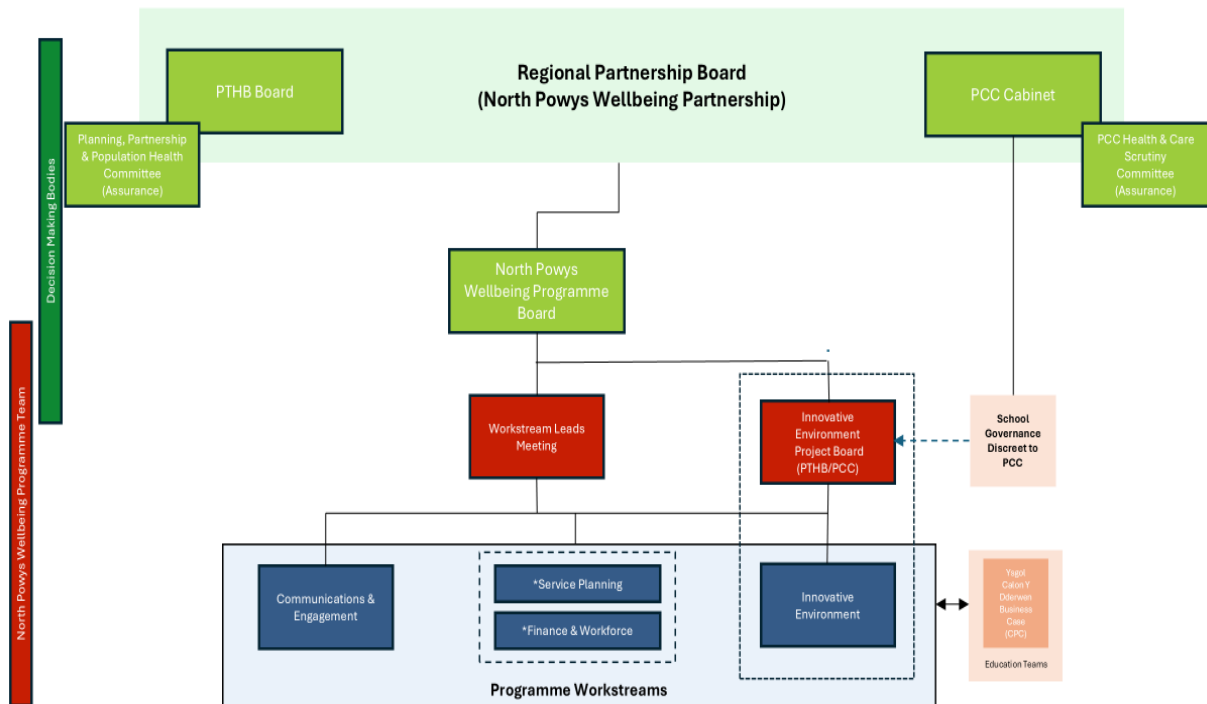 Regional Partnership Board
(North Powys Wellbeing Partnership)
PTHB Board
PCC Cabinet
Planning, Partnership
& Population Health
Committee
(Assurance)
PCC Health & Care
Scrutiny
Committee
(Assurance)
Decision Making Bodies
North Powys Wellbeing Programme Team
North Powys
Wellbeing Programme
Board
Workstream Leads
Meeting
Innovative
Environment
Project Board
(PTHB/PCC)
School
Governance
Discreet to
PCC
Communications &
Engagement
*Service Planning
*Finance & Workforce
Innovative
Environment
Ysgol
Calon Y
Dderwen
Business
Case
(CPC)
Education Teams
Programme Workstreams